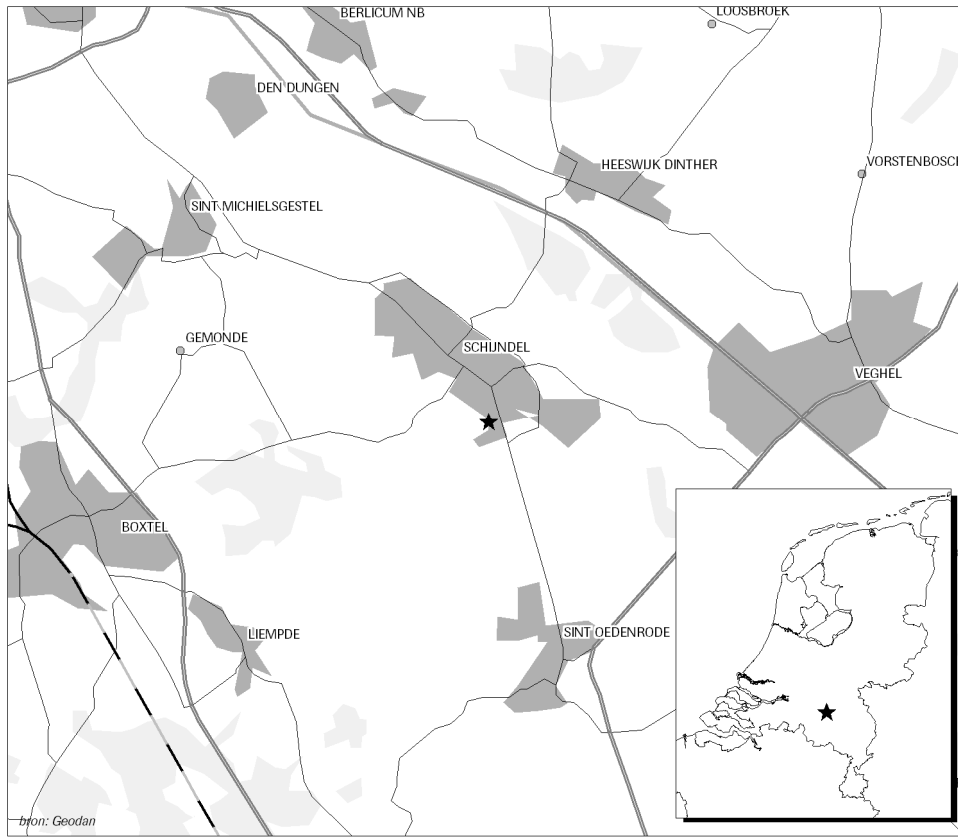 BERLICUM NB
LOOSBROEK
DEN DUNGEN
HEESWIJK DINTHER
VORSTENBOSCH
SINT MICHIELSGESTEL
GEMONDE
SCHIJNDEL
VEGHEL
BOXTEL
LIEMPDE
SINT OEDENRODE
bron: Geodan